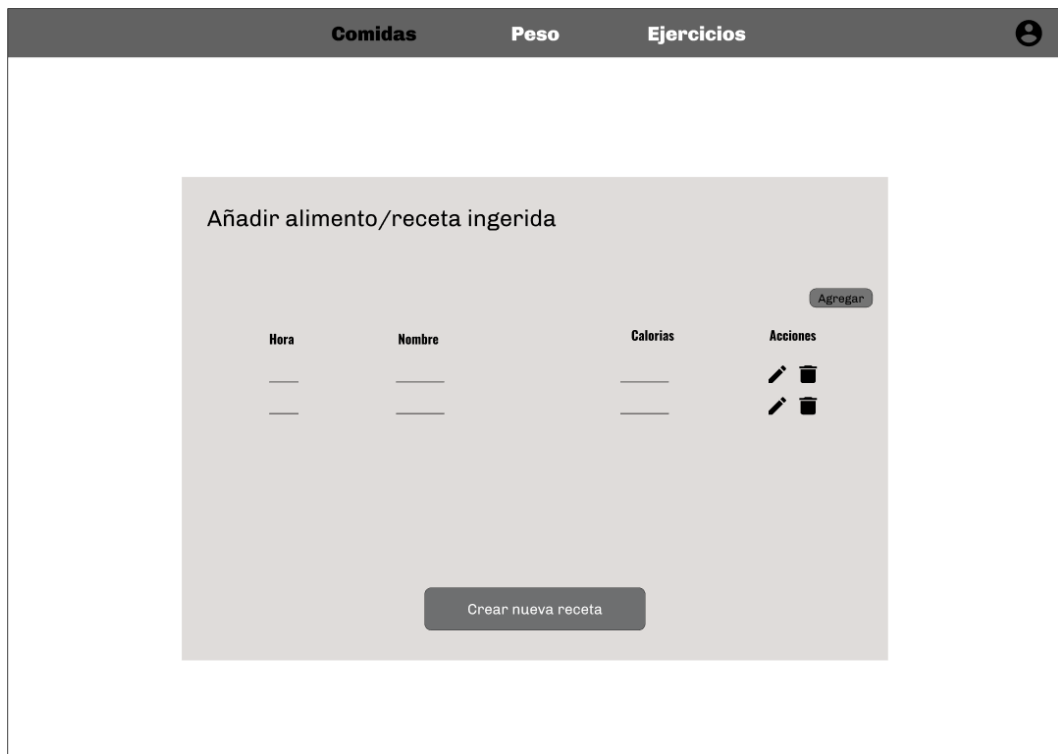 Comidas Peso Ejercicios
Añadir alimento/receta ingerida
Agregar
Hora Nombre Calorias Acciones
Crear nueva receta